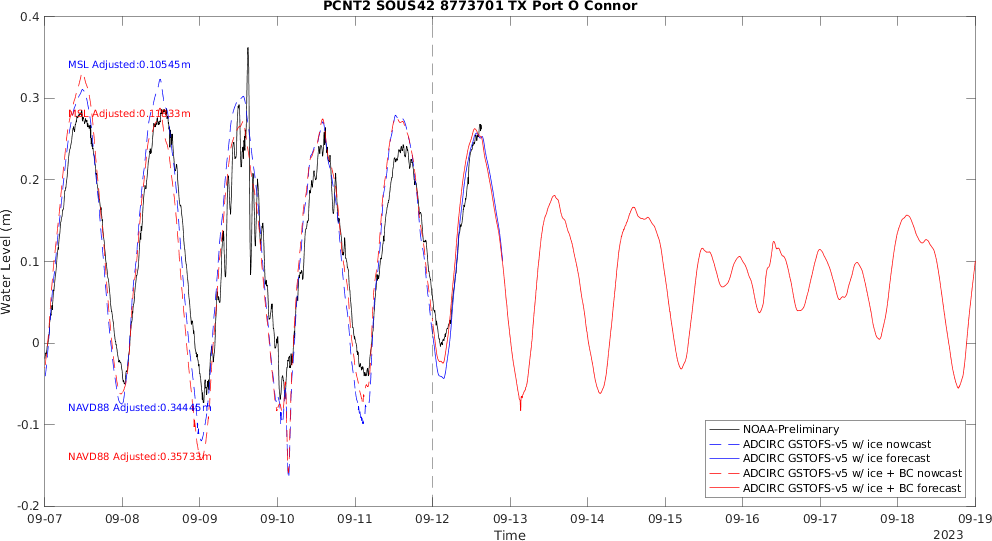 PCNT2 SOUS42 8773701 TX Port O Connor
0.4
MSL Adjusted:0.10545m
0.3
0.2
0.1
0
NAVD88 Adjusted:0.34445m
-0.1
NAVD88 Adjusted:0.35733m
-0.2
Water Level (m)
NOAA-Preliminary
ADCIRC GSTOFS-v5 w/ ice nowcast
ADCIRC GSTOFS-v5 w/ ice forecast
ADCIRC GSTOFS-v5 w/ ice + BC nowcast
ADCIRC GSTOFS-v5 w/ ice + BC forecast
09-07 09-08 09-09 09-10 09-11 09-12 09-13 09-14 09-15 09-16 09-17 09-18 09-19
Time
2023